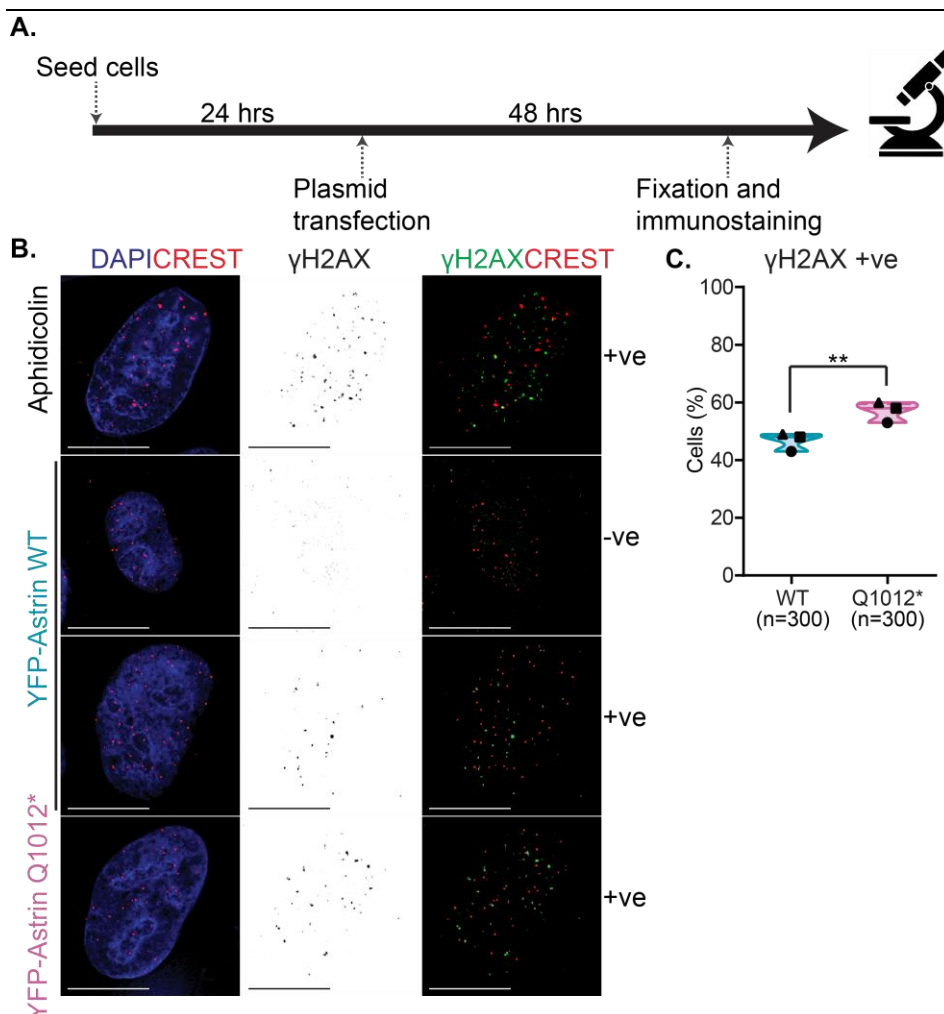 A.
Seed cells
24 hrs
48 hrs
Plasmid
transfection
Fixation and
immunostaining
B.
DAPICREST
γH2AX
γH2AXCREST
Aphidicolin
+ve
YFP-Astrin WT
-ve
+ve
YFP-Astrin Q1012*
+ve
C.
γH2AX +ve
100
80
60
40
20
0
Cells (%)
**
WT
(n=300)
Q1012*
(n=300)